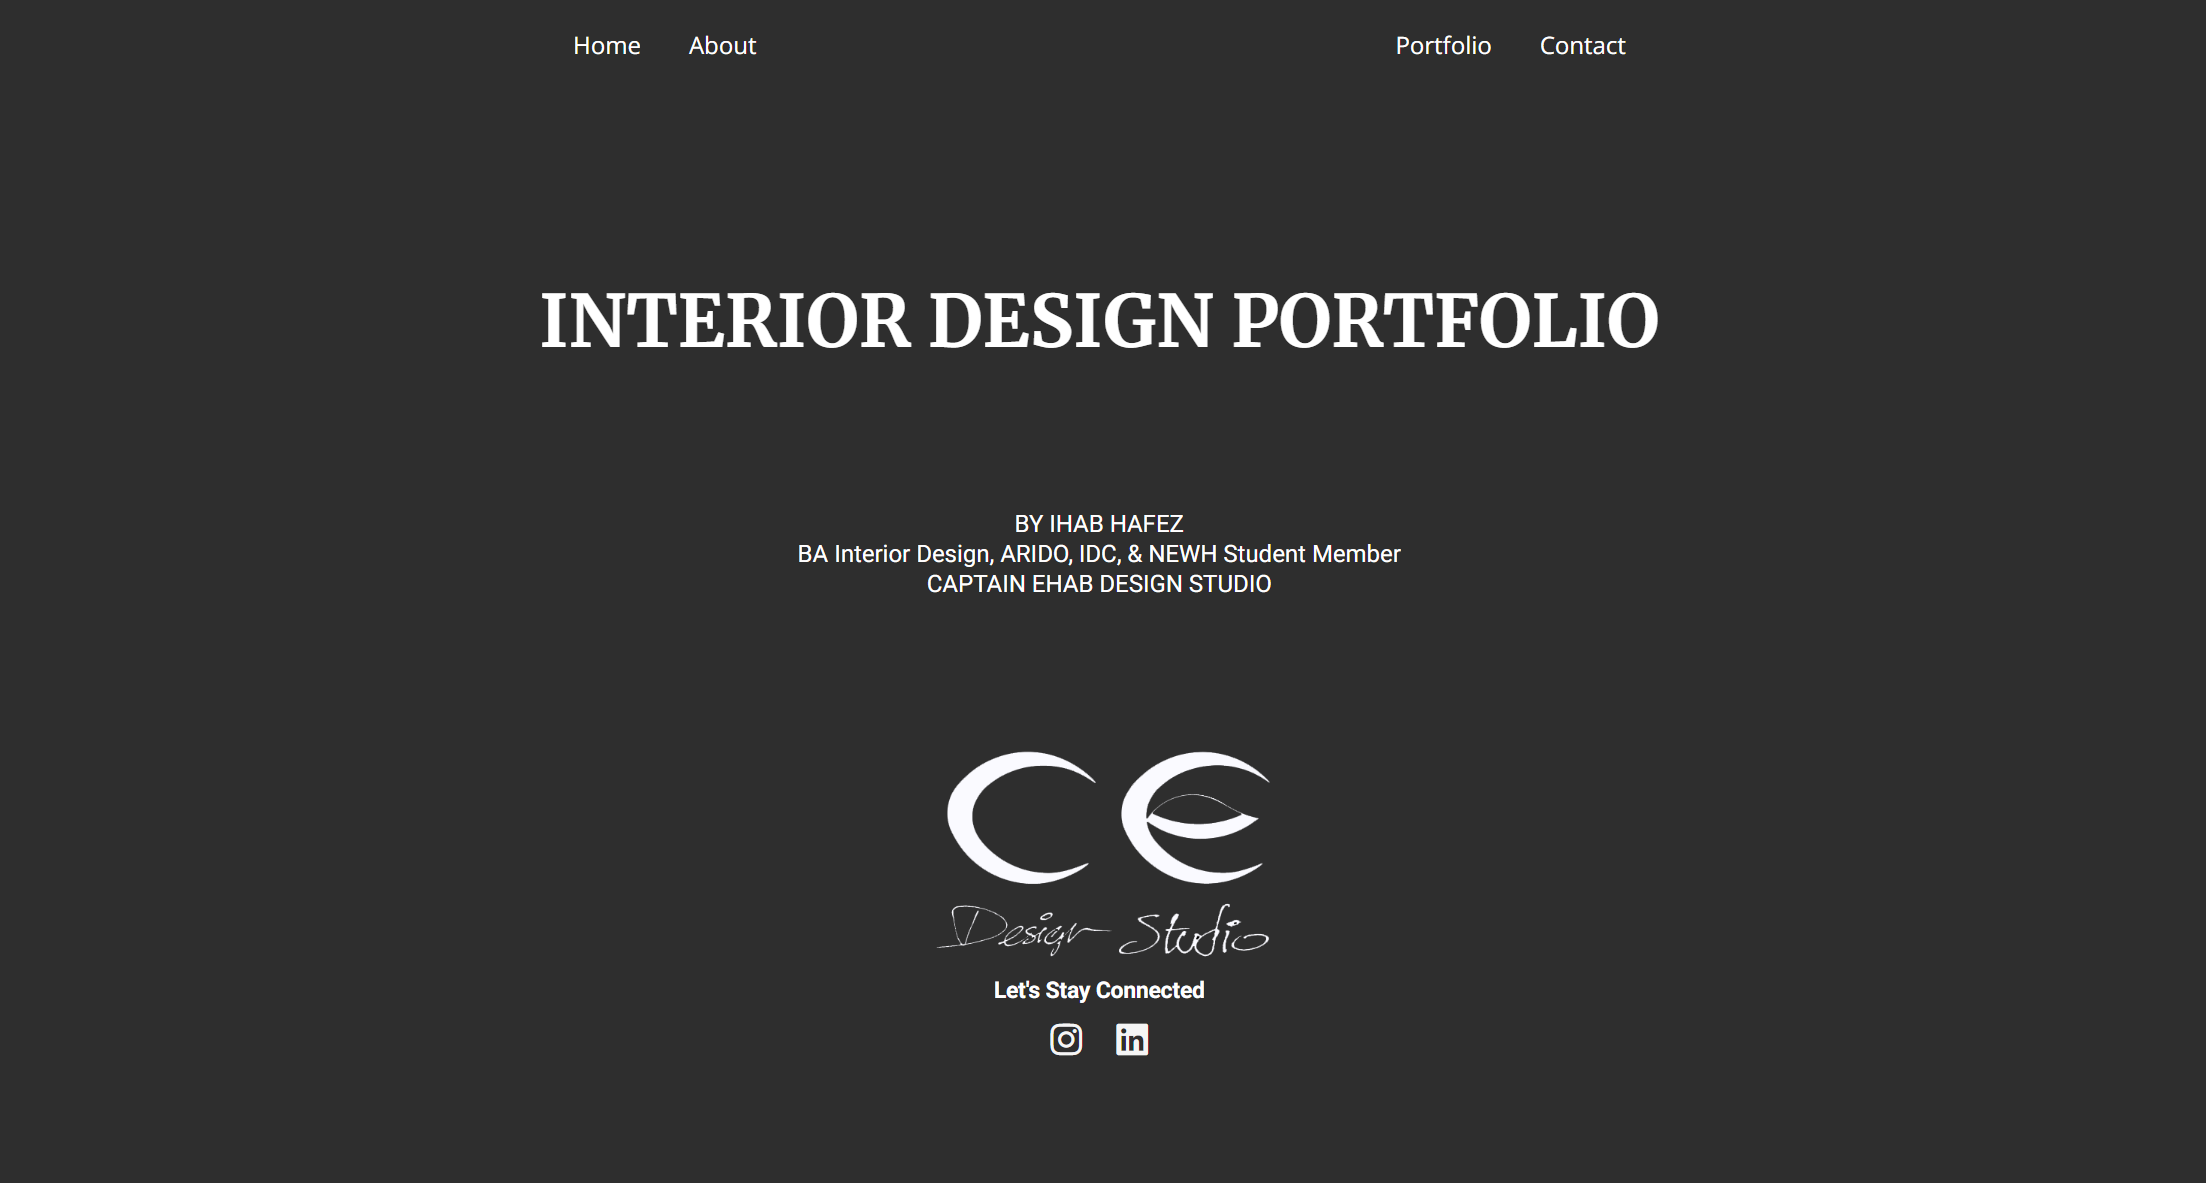 Home About Portfolio Contact
INTERIOR DESIGN PORTFOLIO
BY IHAB HAFEZ
BA Interior Design, ARIDO, IDC, & NEWH Student Member
CAPTAIN EHAB DESIGN STUDIO
CE
Design Studio
Let's Stay Connected
in